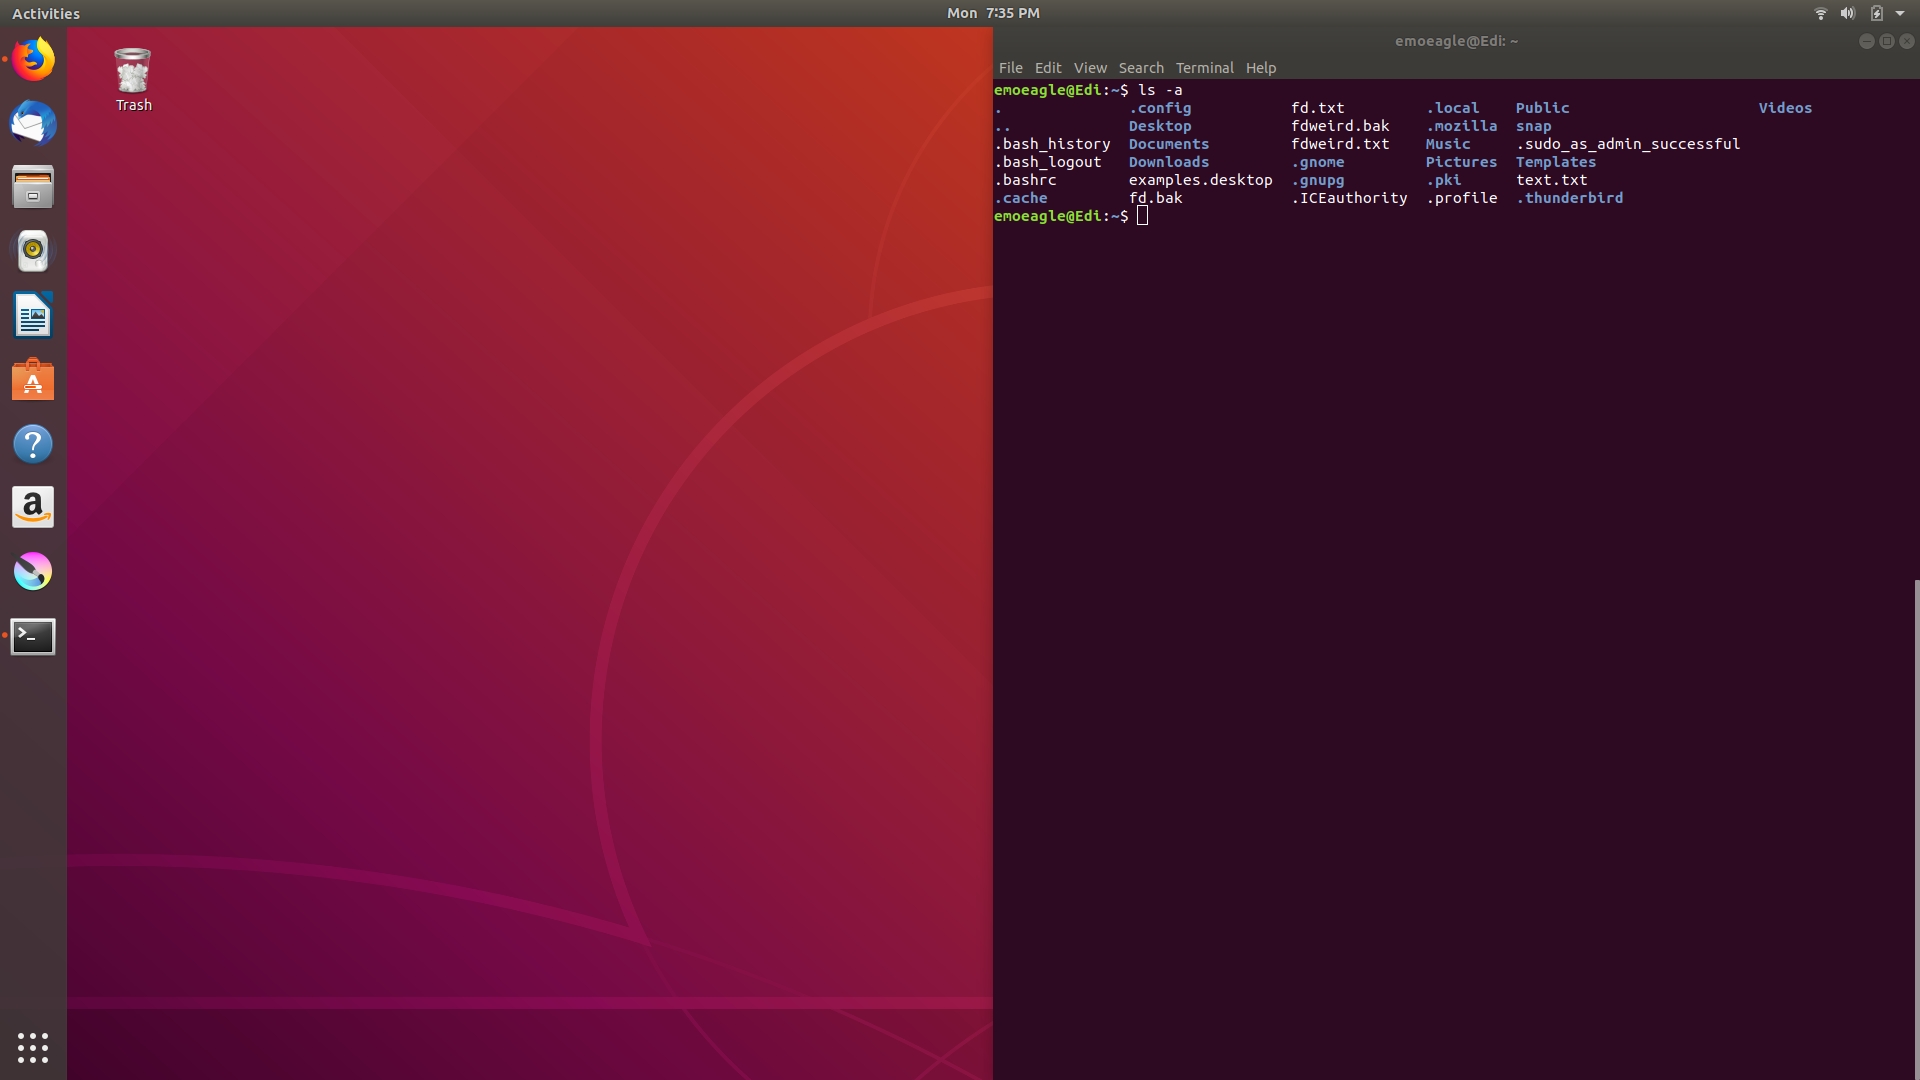 Activities
Mon 7:35 PM
Trash
emoeagle@Edi: ~
File Edit View Search Terminal Help
emoeagle@Edi:~$ ls -a
. .config fd.txt .local Public Videos
.. Desktop fdweird.bak .mozilla snap
.bash_history Documents fdweird.txt Music .sudo_as_admin_successful
.bash_logout Downloads .gnome Pictures Templates
.bashrc examples.desktop .gnupg .pki text.txt
.cache fd.bak .ICEauthority .profile .thunderbird
emoeagle@Edi:~$